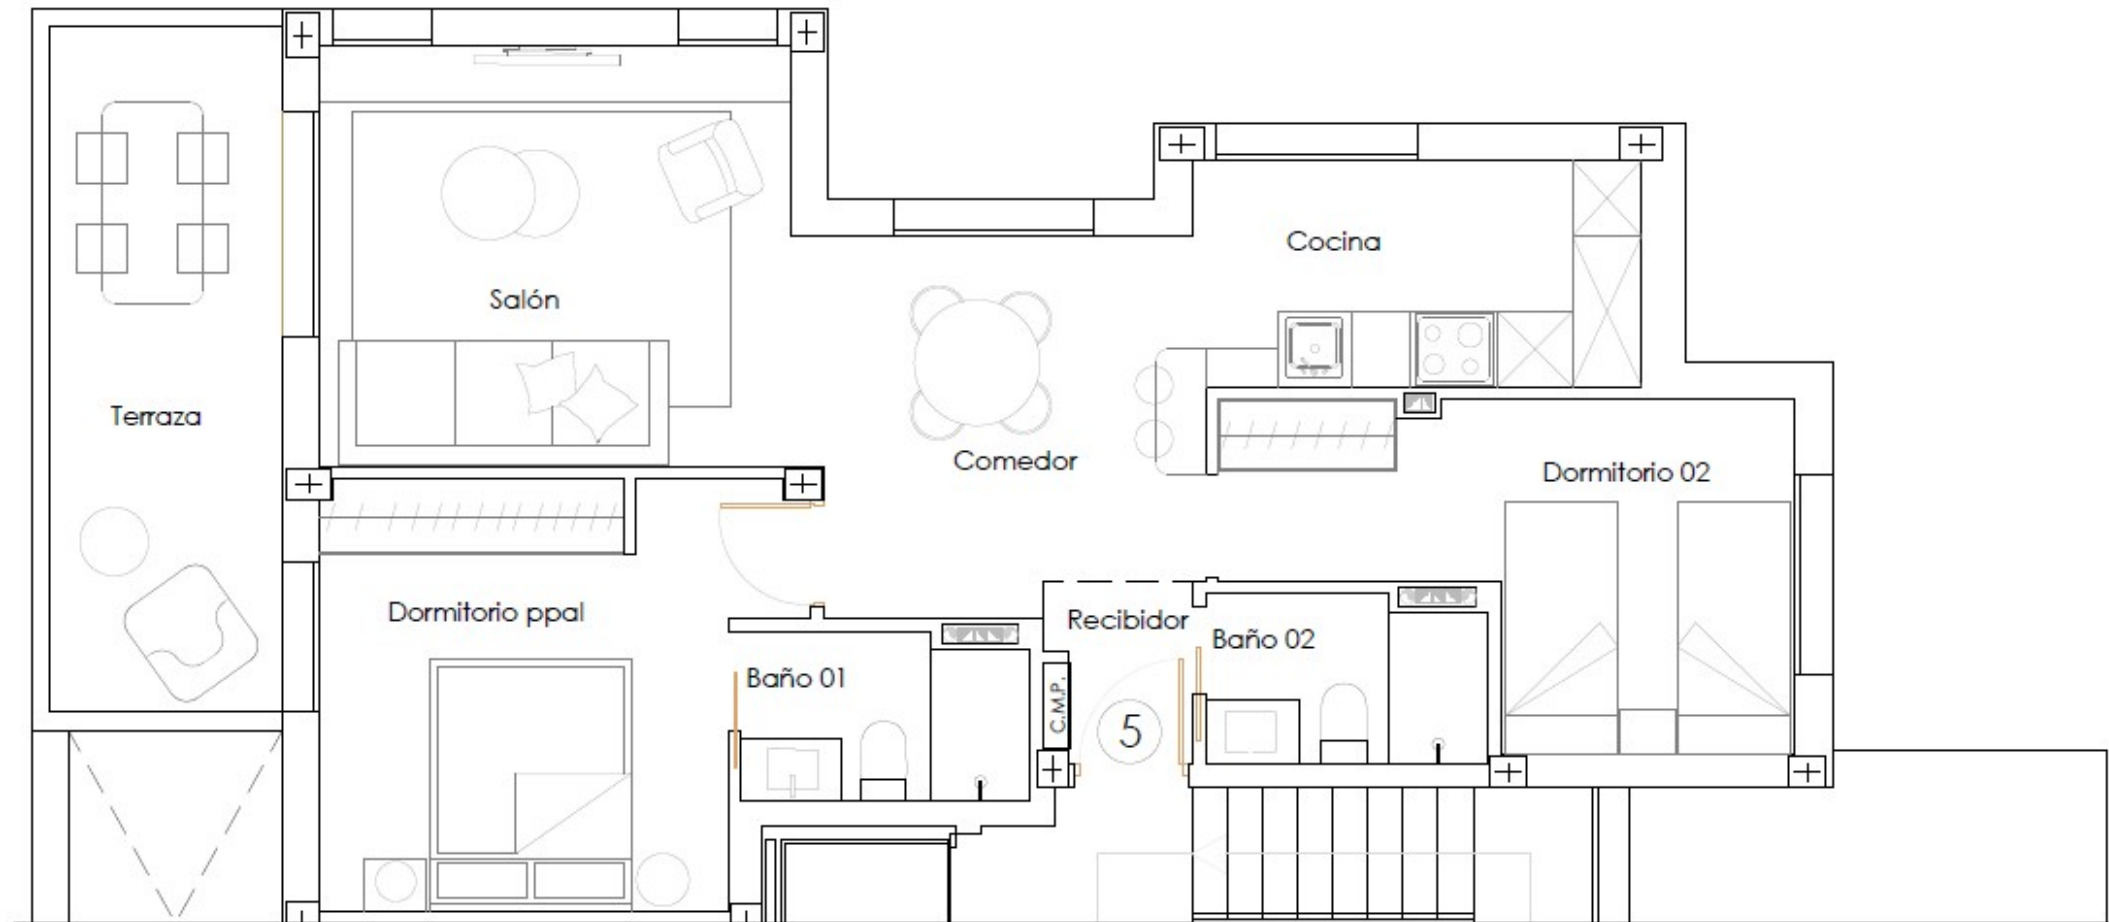 Cocina
Salón
Terraza
Comedor
Dormitorio 02
Dormitorio ppal
Recibidor
Baño 02
Baño 01
C.M.P.
5